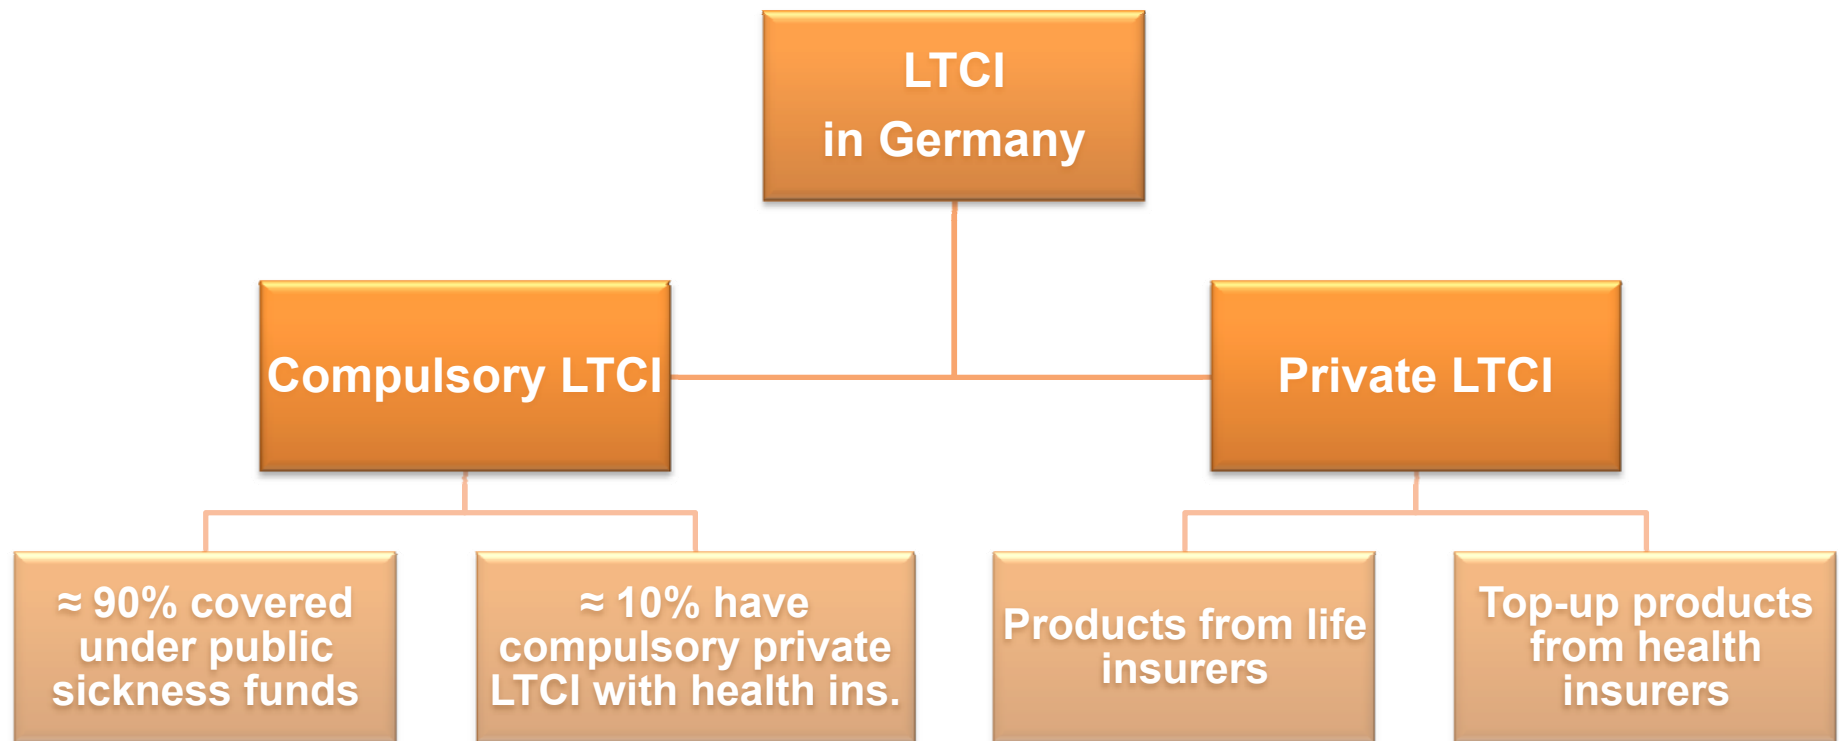 LTCI
in Germany
Compulsory LTCI
Private LTCI
≈ 90% covered
under public
sickness funds
≈ 10% have
compulsory private
LTCI with health ins.
Products from life
insurers
Top-up products
from health
insurers